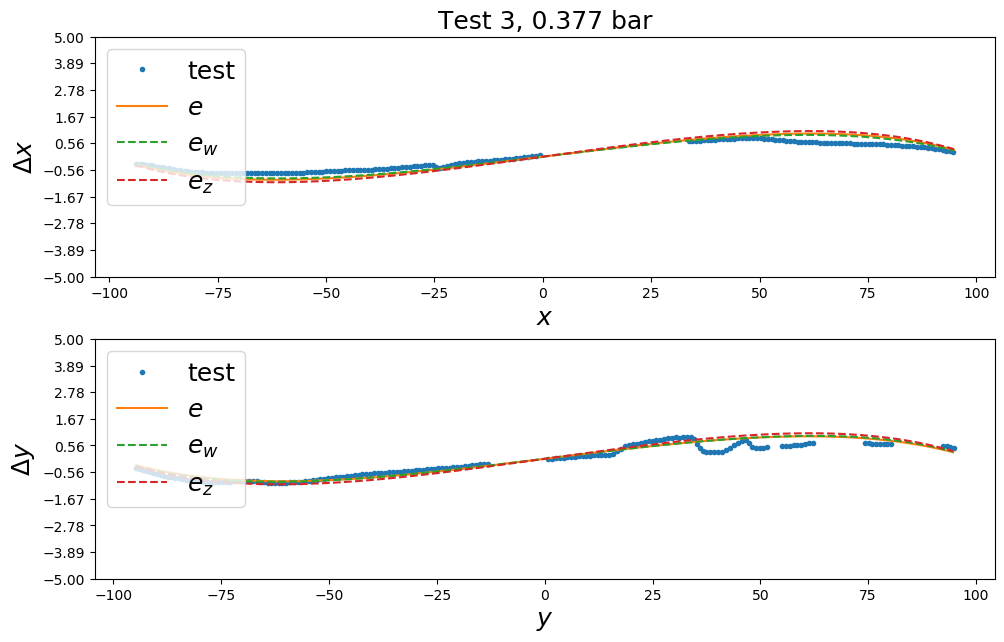 Test 3, 0.377 bar
5.00
3.89
2.78
1.67
0.56
−0.56
−1.67
−2.78
−3.89
−5.00
Δx
test
e
e_w
e_z
−100 −75 −50 −25 0 25 50 75 100
x
5.00
3.89
2.78
1.67
0.56
−0.56
−1.67
−2.78
−3.89
−5.00
Δy
test
e
e_w
e_z
−100 −75 −50 −25 0 25 50 75 100
y